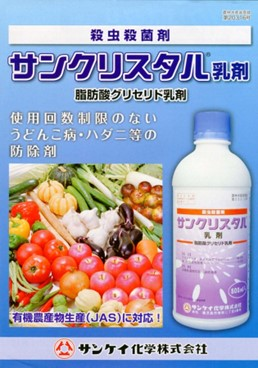 殺虫殺菌剤
サンクリスタル®乳剤
脂肪酸グリセリド乳剤
使用回数制限のない
うどんこ病・ハダニ等の
防除剤
殺虫殺菌剤
サンクリスタル
乳剤
脂肪酸グリセリド乳剤
有機農産物生産(JAS)に対応!
サンケイ化学株式会社